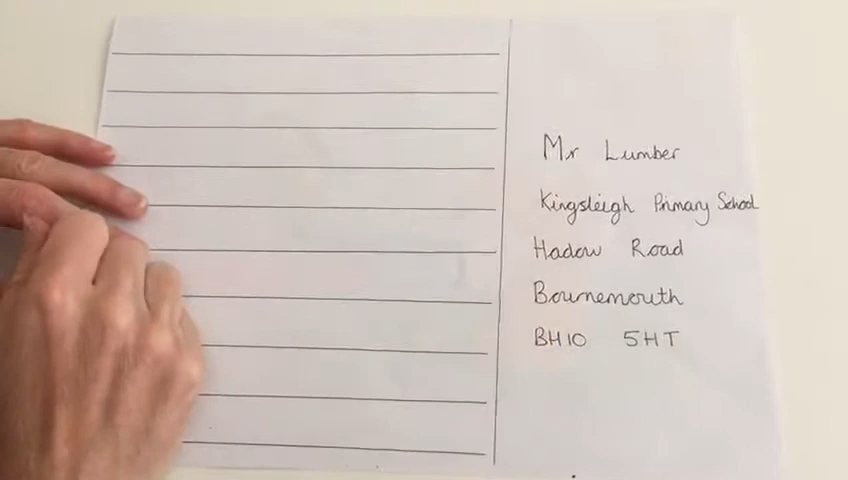 Mr Lumber
Kingsleigh Primary School
Hadow Road
Bournemouth
BH10 5HT